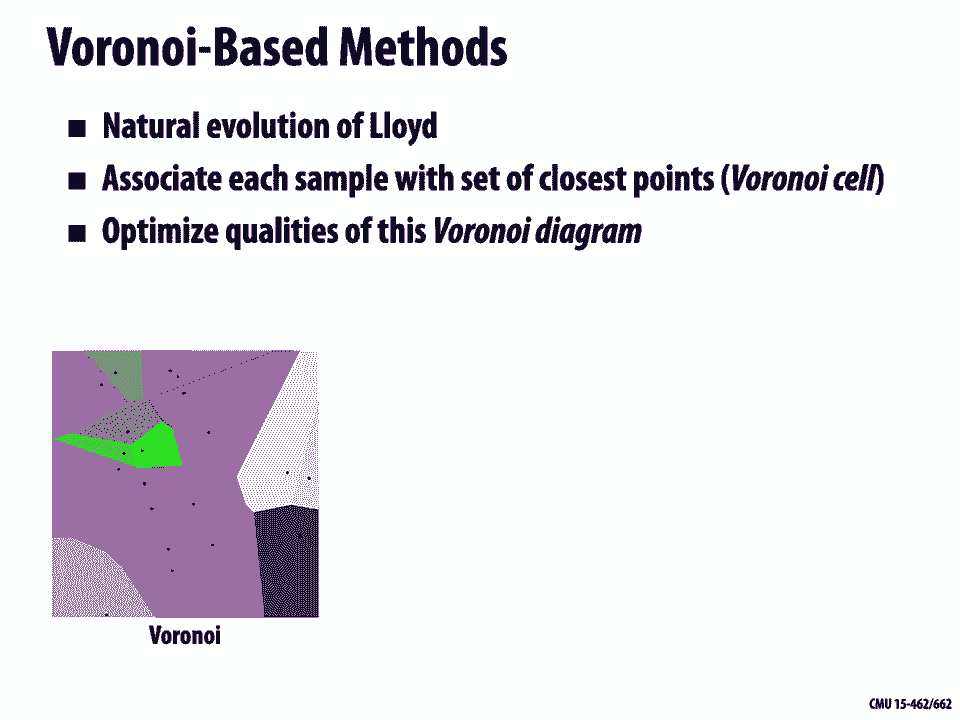 Voronoi-Based Methods
■ Natural evolution of Lloyd
■ Associate each sample with set of closest points (Voronoi cell)
■ Optimize qualities of this Voronoi diagram
Voronoi
CMU 15-462/662